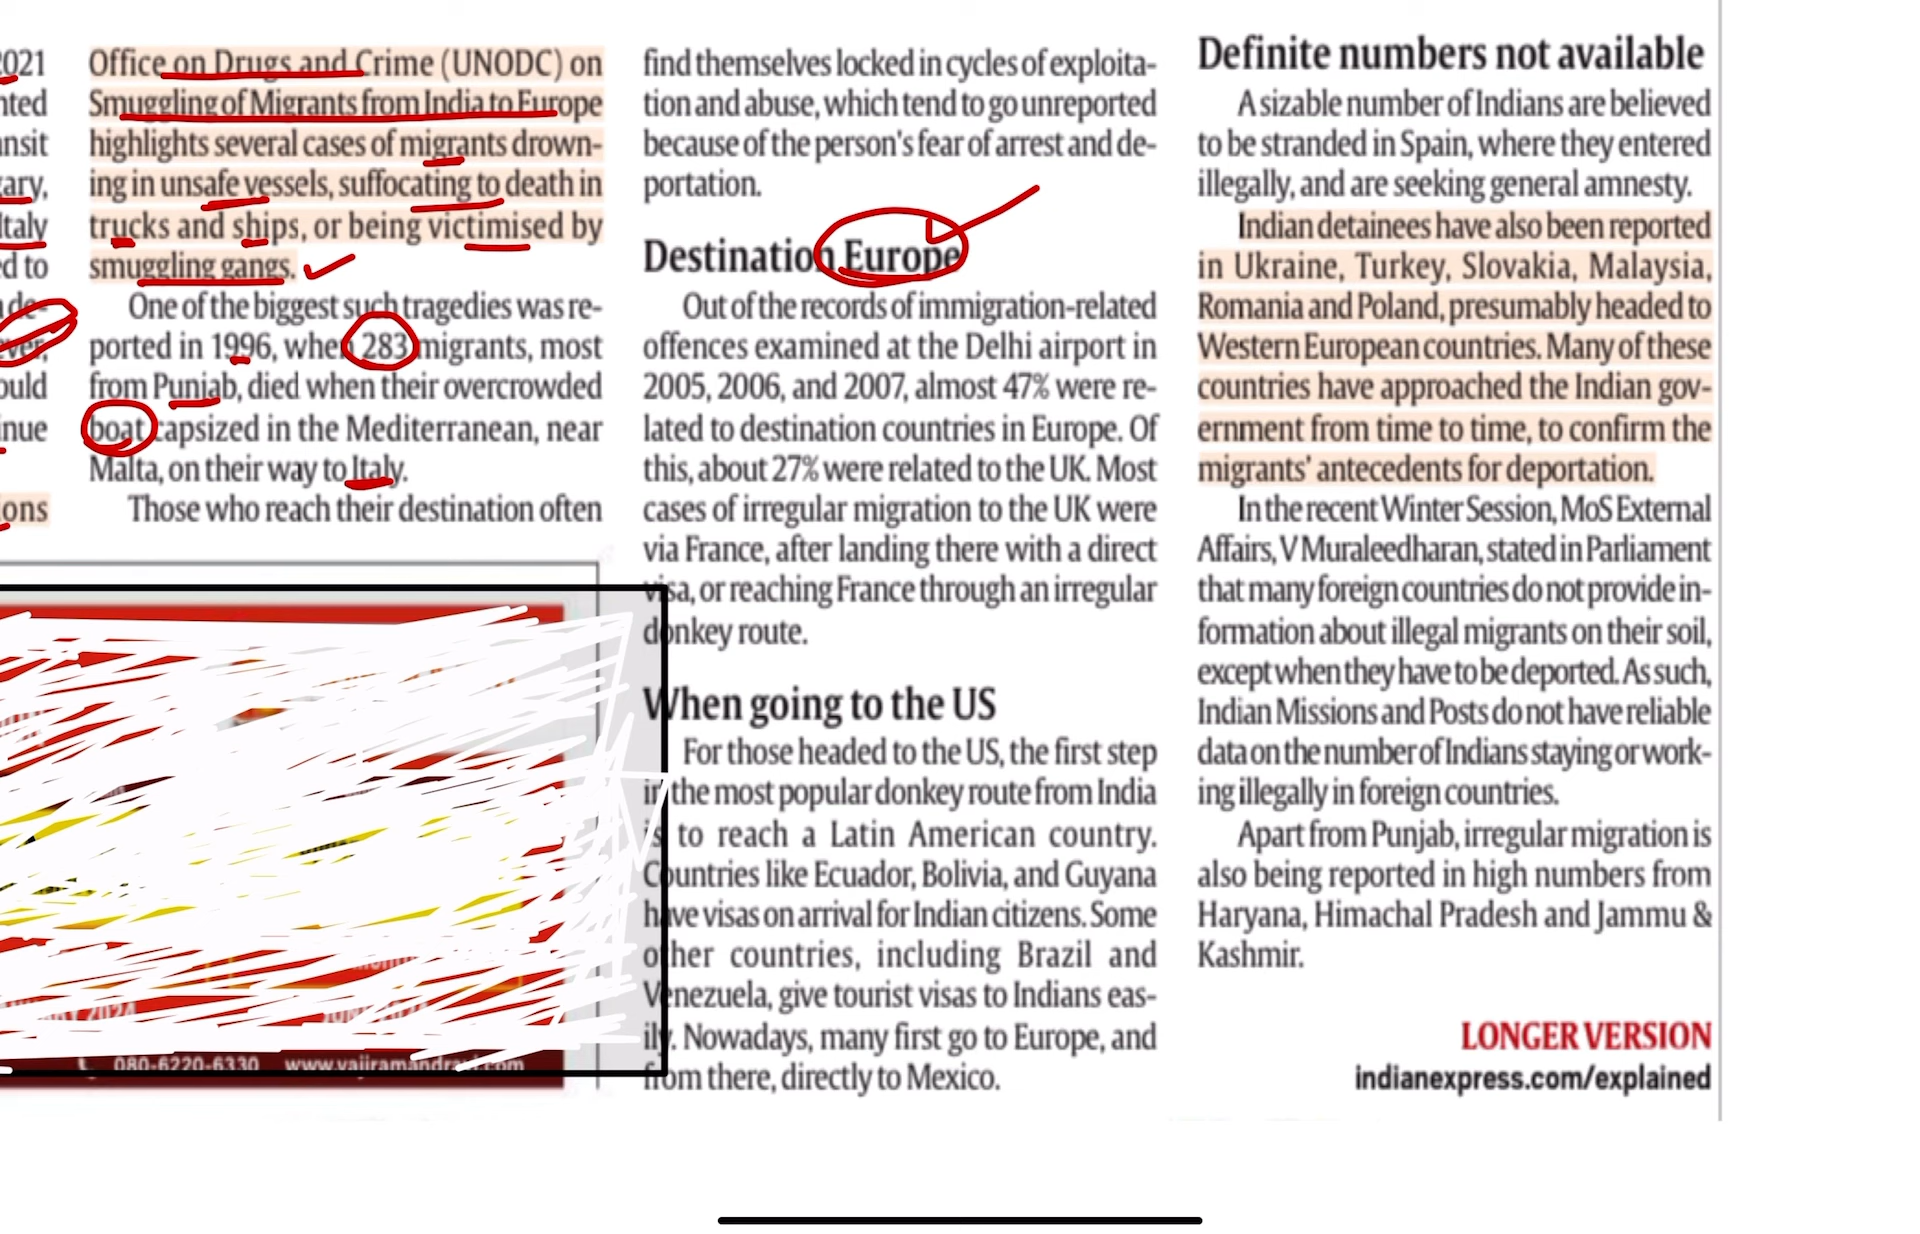 2021
nted
ansit
gary,
Italy
ed to
de-
ever,
ould
inue
ions
Office on Drugs and Crime (UNODC) on
Smuggling of Migrants from India to Europe
highlights several cases of migrants drown-
ing in unsafe vessels, suffocating to death in
trucks and ships, or being victimised by
smuggling gangs.
One of the biggest such tragedies was re-
ported in 1996, when 283 migrants, most
from Punjab, died when their overcrowded
boat capsized in the Mediterranean, near
Malta, on their way to Italy.
Those who reach their destination often
080-6220-6330 www.vajiramandravi.com
find themselves locked in cycles of exploita-
tion and abuse, which tend to go unreported
because of the person's fear of arrest and de-
portation.
Destination Europe
Out of the records of immigration-related
offences examined at the Delhi airport in
2005, 2006, and 2007, almost 47% were re-
lated to destination countries in Europe. Of
this, about 27% were related to the UK. Most
cases of irregular migration to the UK were
via France, after landing there with a direct
visa, or reaching France through an irregular
donkey route.
When going to the US
For those headed to the US, the first step
in the most popular donkey route from India
is to reach a Latin American country.
Countries like Ecuador, Bolivia, and Guyana
have visas on arrival for Indian citizens. Some
other countries, including Brazil and
Venezuela, give tourist visas to Indians eas-
ily. Nowadays, many first go to Europe, and
from there, directly to Mexico.
Definite numbers not available
A sizable number of Indians are believed
to be stranded in Spain, where they entered
illegally, and are seeking general amnesty.
Indian detainees have also been reported
in Ukraine, Turkey, Slovakia, Malaysia,
Romania and Poland, presumably headed to
Western European countries. Many of these
countries have approached the Indian gov-
ernment from time to time, to confirm the
migrants' antecedents for deportation.
In the recent Winter Session, MoS External
Affairs, V Muraleedharan, stated in Parliament
that many foreign countries do not provide in-
formation about illegal migrants on their soil,
except when they have to be deported. As such,
Indian Missions and Posts do not have reliable
data on the number of Indians staying or work-
ing illegally in foreign countries.
Apart from Punjab, irregular migration is
also being reported in high numbers from
Haryana, Himachal Pradesh and Jammu &
Kashmir.
LONGER VERSION
indianexpress.com/explained